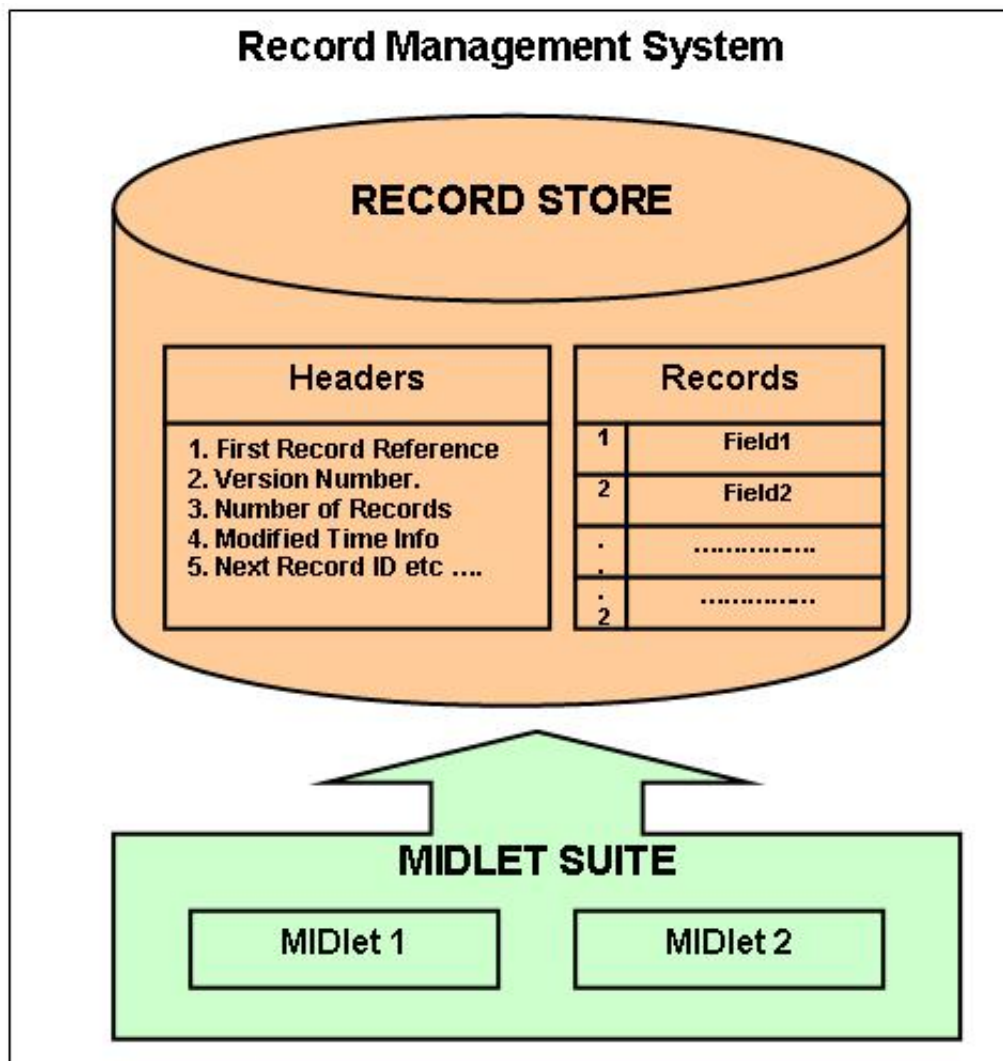 Record Management System
RECORD STORE
Headers
1. First Record Reference
2. Version Number.
3. Number of Records
4. Modified Time Info
5. Next Record ID etc ....
Records
1 Field1
2 Field2
. ................
.
. ................
2
MIDLET SUITE
MIDlet 1
MIDlet 2